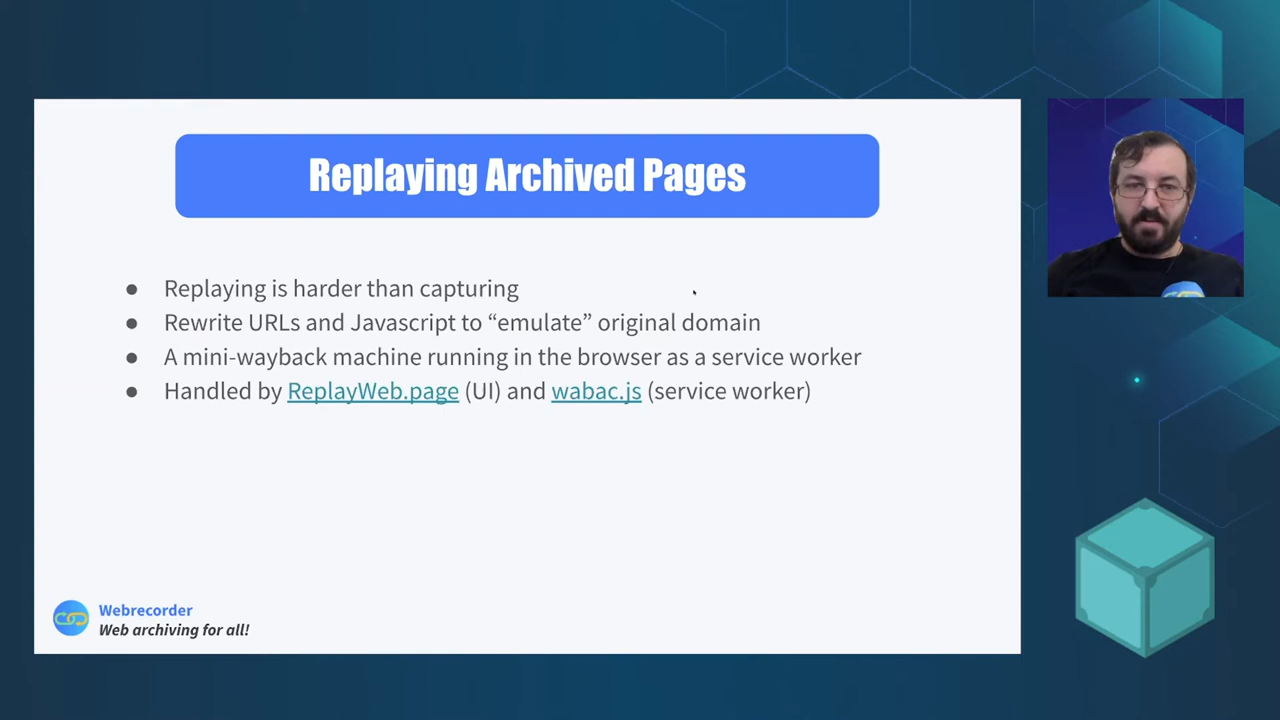 Replaying Archived Pages
● Replaying is harder than capturing
● Rewrite URLs and Javascript to “emulate” original domain
● A mini-wayback machine running in the browser as a service worker
● Handled by ReplayWeb.page (UI) and wabac.js (service worker)
Webrecorder
Web archiving for all!